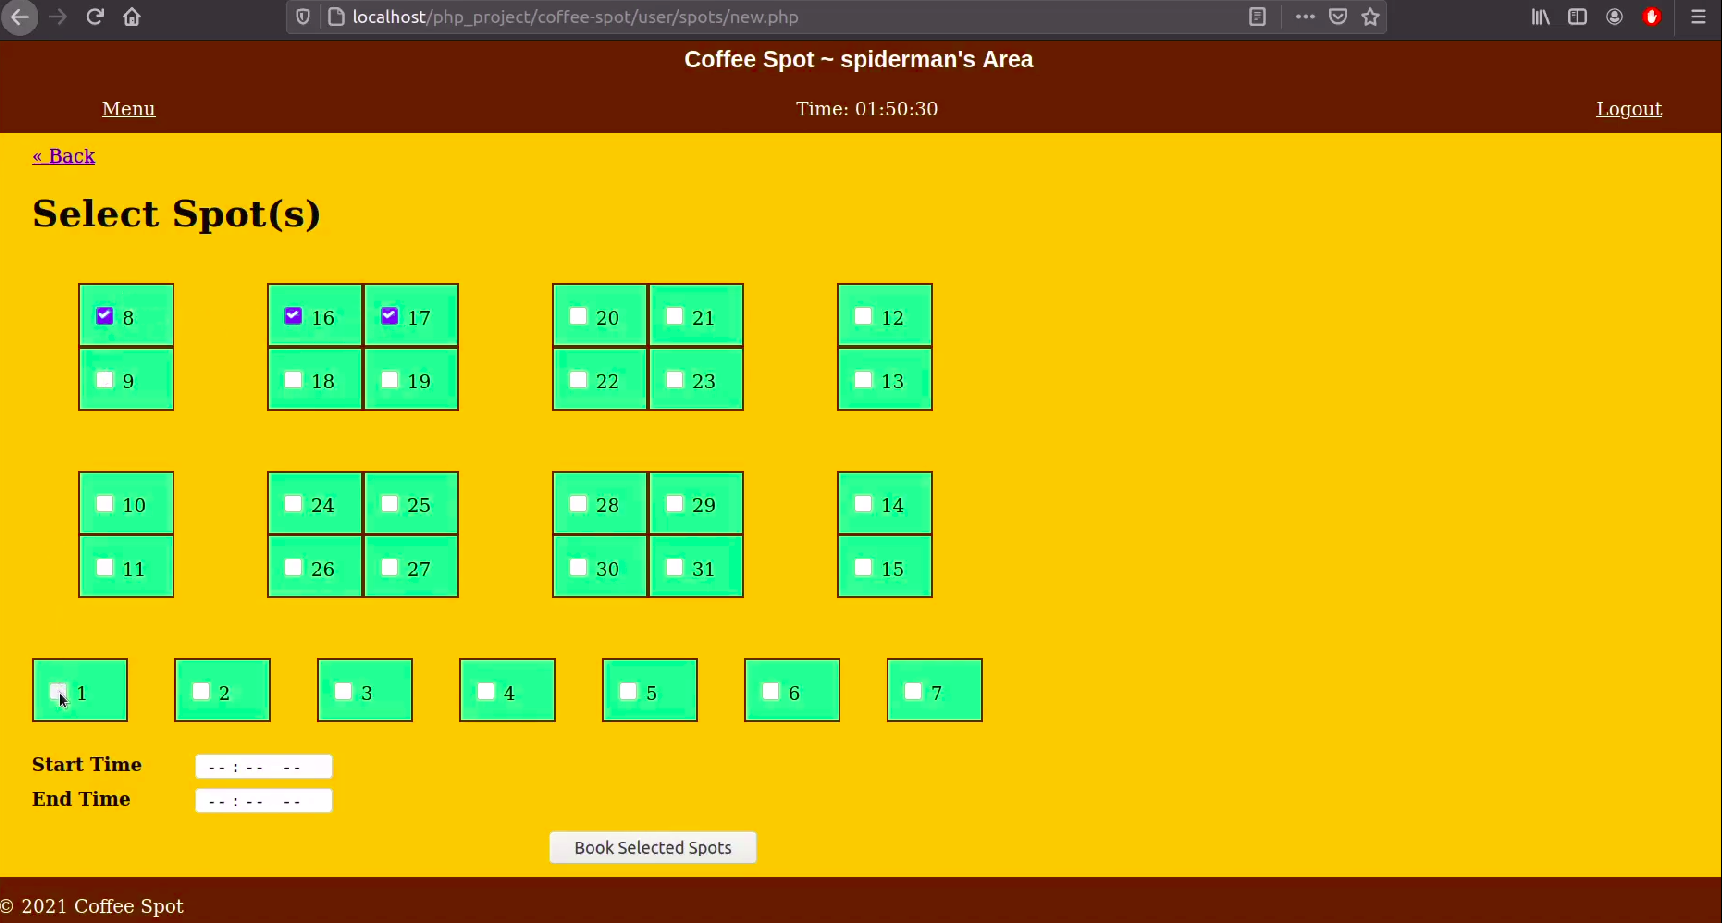 localhost/php_project/coffee-spot/user/spots/new.php
Coffee Spot ~ spiderman's Area
Menu Time: 01:50:30 Logout
« Back
Select Spot(s)
8 16 17 20 21 12
9 18 19 22 23 13
10 24 25 28 29 14
11 26 27 30 31 15
1 2 3 4 5 6 7
Start Time --:-- --
End Time --:-- --
Book Selected Spots
© 2021 Coffee Spot